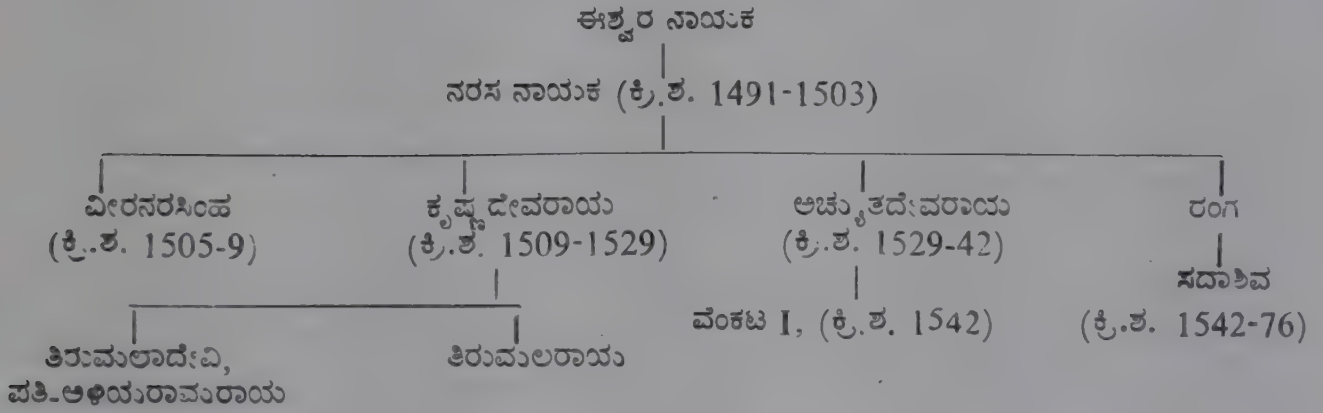 ಈಶ್ವರ ನಾಯಕ
ನರಸ ನಾಯಕ (ಕ್ರಿ.ಶ. 1491-1503)
ವೀರನರಸಿಂಹ ಕೃಷ್ಣದೇವರಾಯ ಅಚ್ಯುತದೇವರಾಯ ರಂಗ
(ಕ್ರಿ.ಶ. 1505-9) (ಕ್ರಿ.ಶ. 1509-1529) (ಕ್ರಿ.ಶ. 1529-42)
ಸದಾಶಿವ
ವೆಂಕಟ I, (ಕ್ರಿ.ಶ. 1542) (ಕ್ರಿ.ಶ. 1542-76)
ತಿರುಮಲಾದೇವಿ, ತಿರುಮಲರಾಯ
ಪತಿ-ಅಳಿಯರಾಮರಾಯ